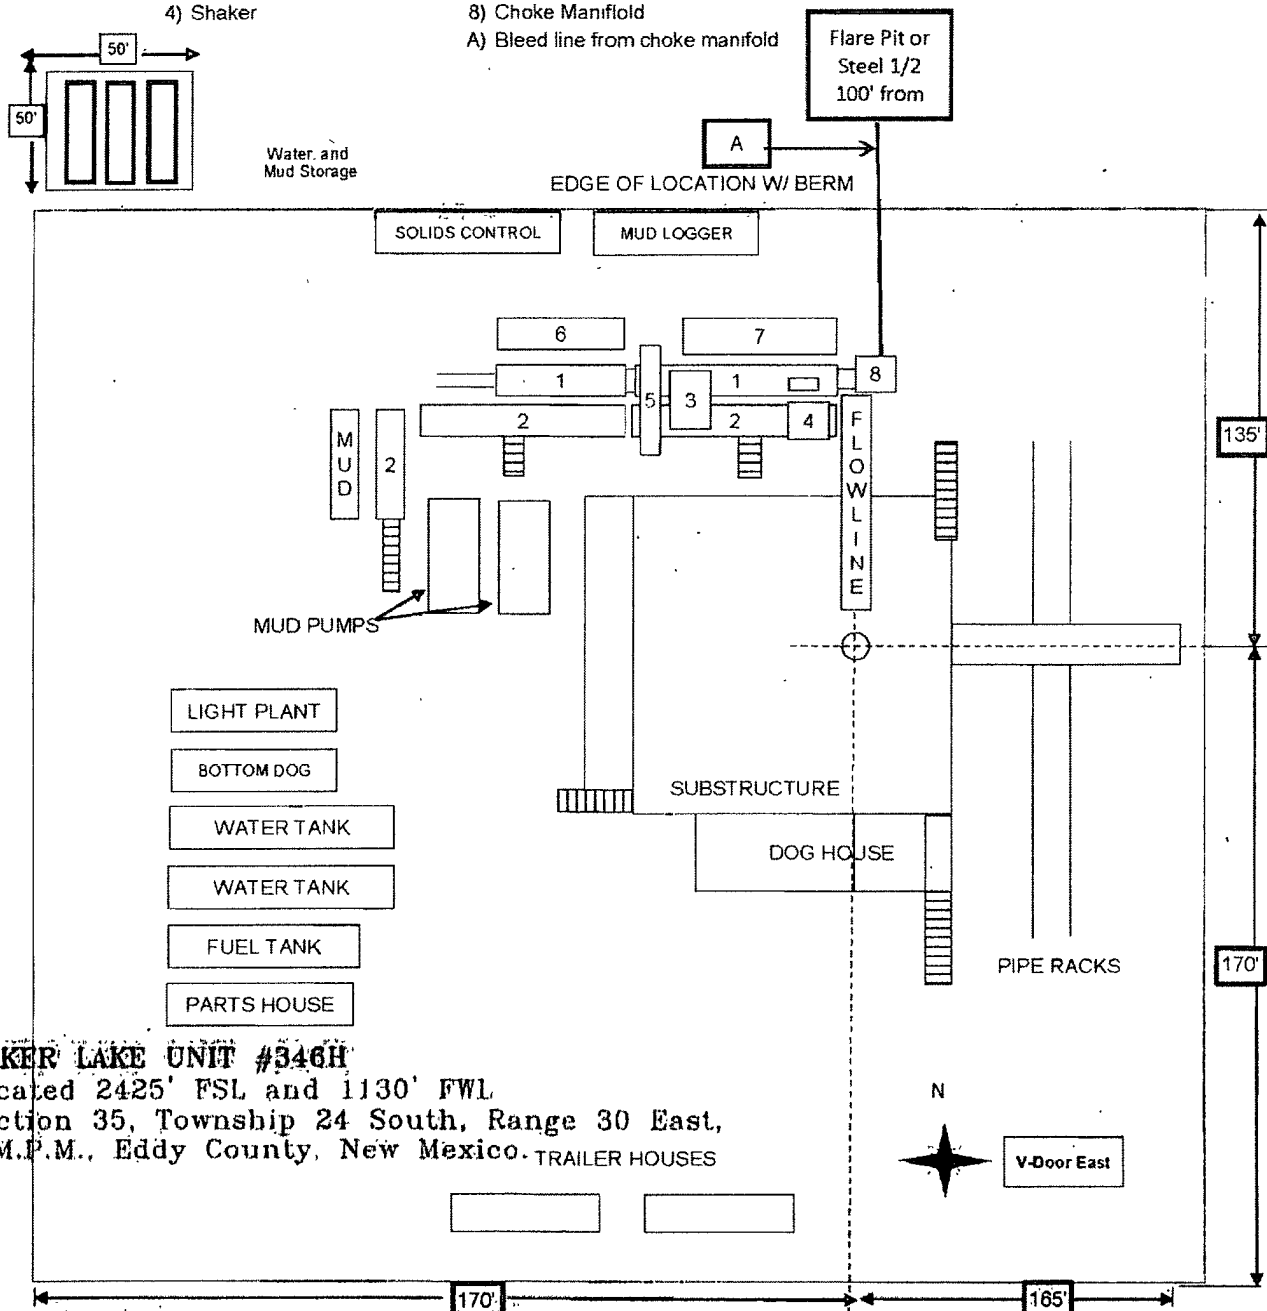 4) Shaker
8) Choke Manifiold
A) Bleed line from choke manifold
Flare Pit or
Steel 1/2
100' from
50'
50'
A
Water. and
Mud Storage
EDGE OF LOCATION W/ BERM
SOLIDS CONTROL
MUD LOGGER
6
7
1
1
8
5
3
2
2
4
MUD
2
FLOWLINE
135'
MUD PUMPS
LIGHT PLANT
BOTTOM DOG
WATER TANK
WATER TANK
FUEL TANK
PARTS HOUSE
SUBSTRUCTURE
DOG HOUSE
PIPE RACKS
170'
KER LAKE UNIT #346H
cated 2425' FSL and 1130' FWL
ction 35, Township 24 South, Range 30 East,
M.P.M., Eddy County, New Mexico.
TRAILER HOUSES
N
V-Door East
170'
165'